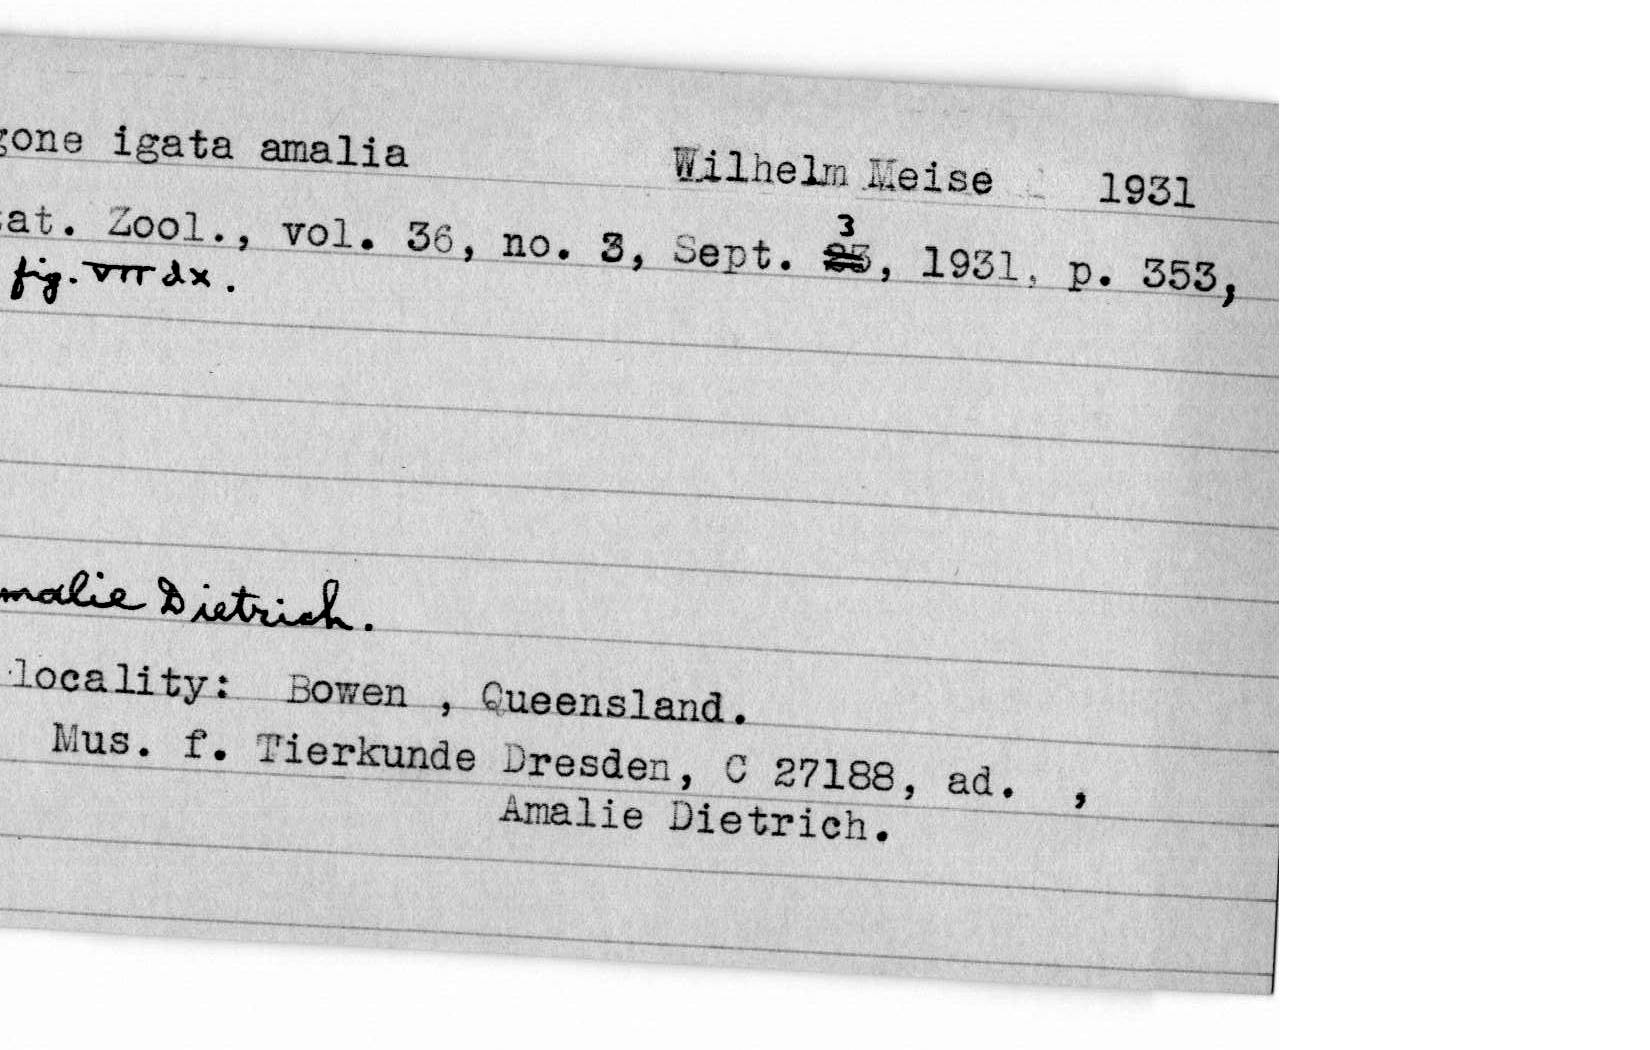 gone igata amalia Wilhelm Meise 1931
at. Zool., vol. 36, no. 3, Sept. 3, 1931, p. 353,
fig. VII dx.
malie Dietrich.
locality: Bowen , Queensland.
Mus. f. Tierkunde Dresden, C 27188, ad. ,
Amalie Dietrich.